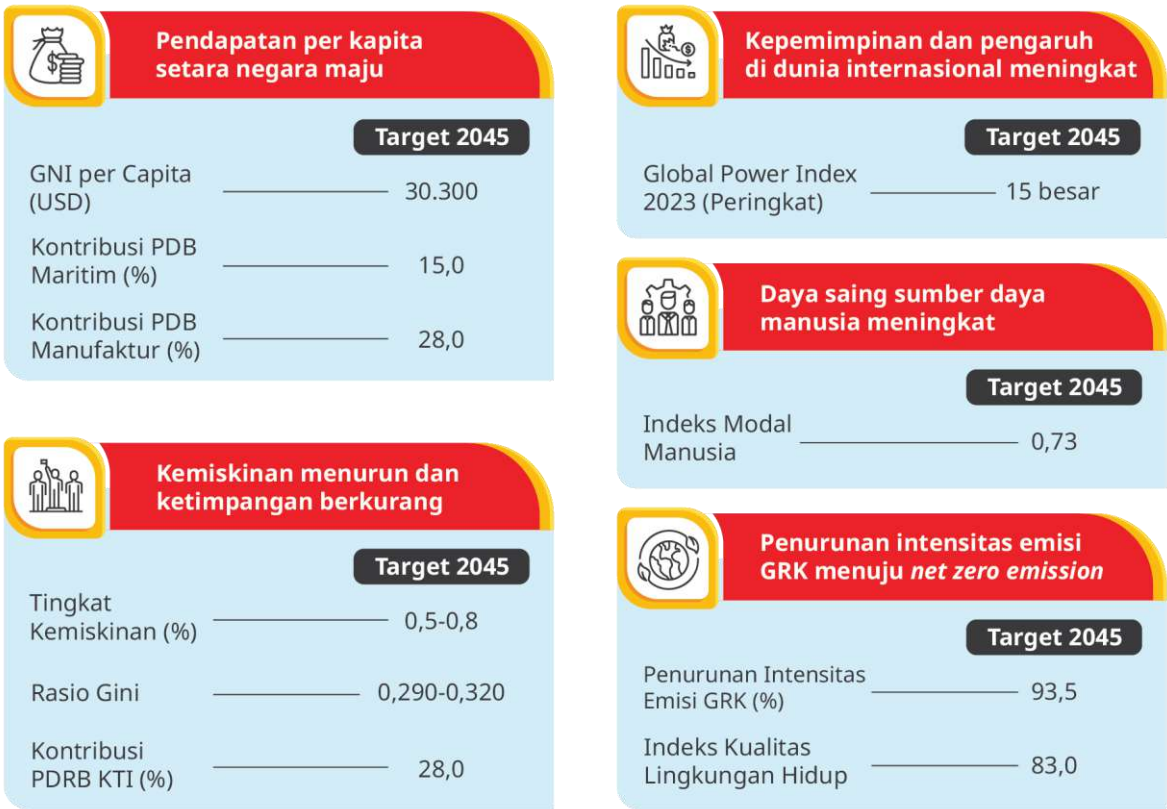 Pendapatan per kapita
setara negara maju
Target 2045
GNI per Capita
(USD)
30.300
Kontribusi PDB
Maritim (%)
15,0
Kontribusi PDB
Manufaktur (%)
28,0
Kemiskinan menurun dan
ketimpangan berkurang
Target 2045
Tingkat
Kemiskinan (%)
0,5-0,8
Rasio Gini
0,290-0,320
Kontribusi
PDRB KTI (%)
28,0
Kepemimpinan dan pengaruh
di dunia internasional meningkat
Target 2045
Global Power Index
2023 (Peringkat)
15 besar
Daya saing sumber daya
manusia meningkat
Target 2045
Indeks Modal
Manusia
0,73
Penurunan intensitas emisi
GRK menuju net zero emission
Target 2045
Penurunan Intensitas
Emisi GRK (%)
93,5
Indeks Kualitas
Lingkungan Hidup
83,0